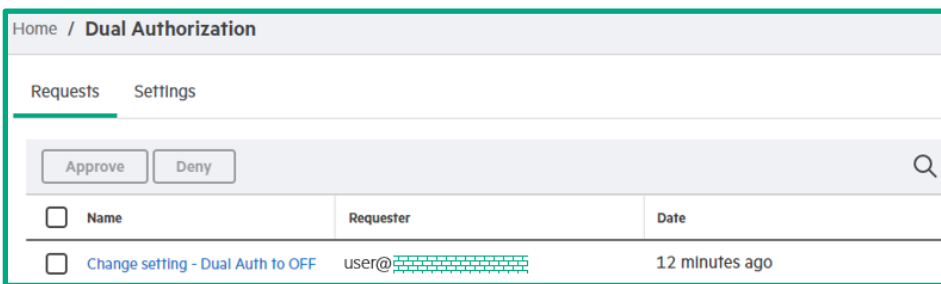 Home / Dual Authorization
Requests Settings
Approve Deny
Name Requester Date
Change setting - Dual Auth to OFF user@ 12 minutes ago